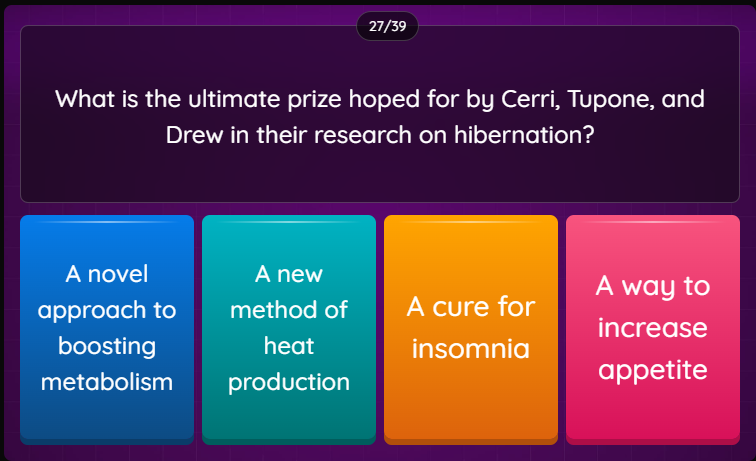 27/39
What is the ultimate prize hoped for by Cerri, Tupone, and
Drew in their research on hibernation?
A novel
approach to
boosting
metabolism
A new
method of
heat
production
A cure for
insomnia
A way to
increase
appetite